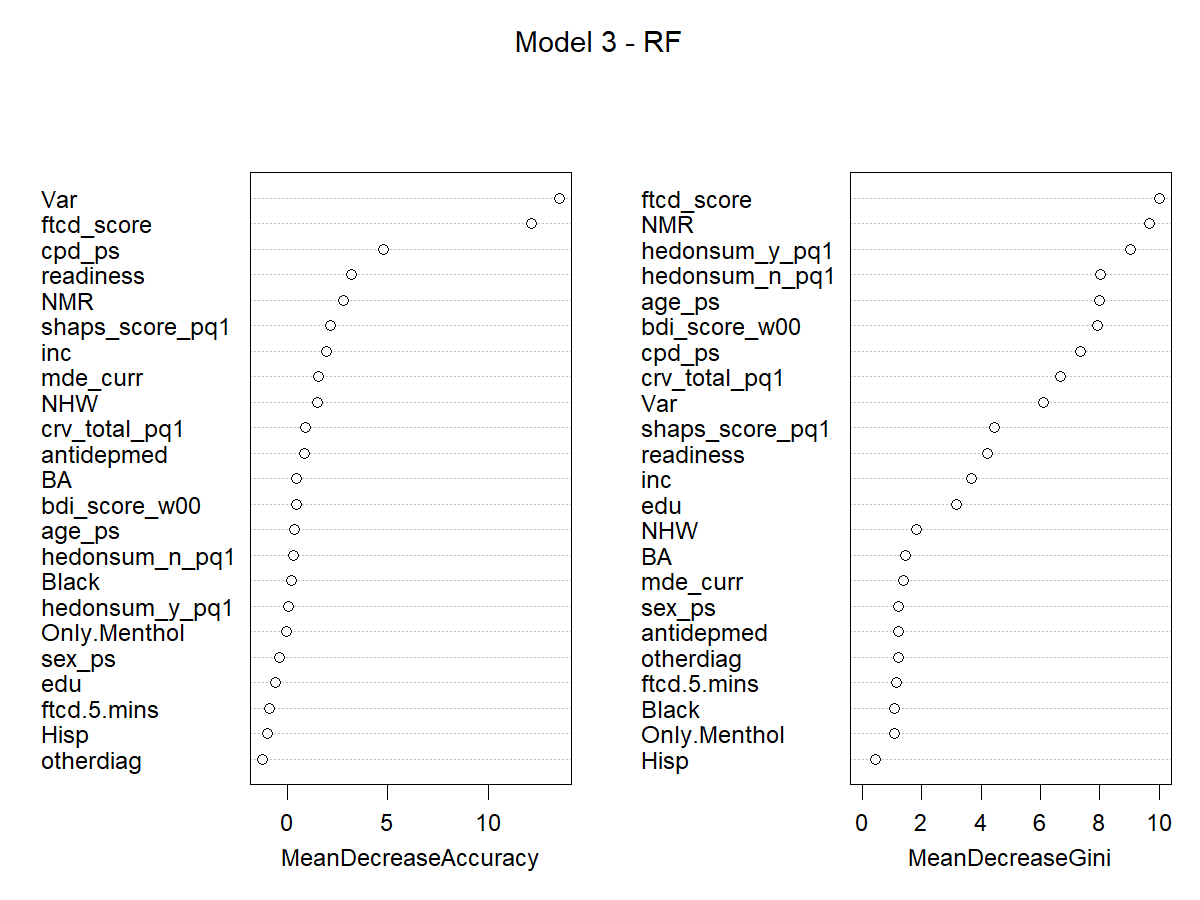 Model 3 - RF
Var
ftcd_score
cpd_ps
readiness
NMR
shaps_score_pq1
inc
mde_curr
NHW
crv_total_pq1
antidepmed
BA
bdi_score_w00
age_ps
hedonsum_n_pq1
Black
hedonsum_y_pq1
Only.Menthol
sex_ps
edu
ftcd.5.mins
Hisp
otherdiag
0 5 10
MeanDecreaseAccuracy
ftcd_score
NMR
hedonsum_y_pq1
hedonsum_n_pq1
age_ps
bdi_score_w00
cpd_ps
crv_total_pq1
Var
shaps_score_pq1
readiness
inc
edu
NHW
BA
mde_curr
sex_ps
antidepmed
otherdiag
ftcd.5.mins
Black
Only.Menthol
Hisp
0 2 4 6 8 10
MeanDecreaseGini